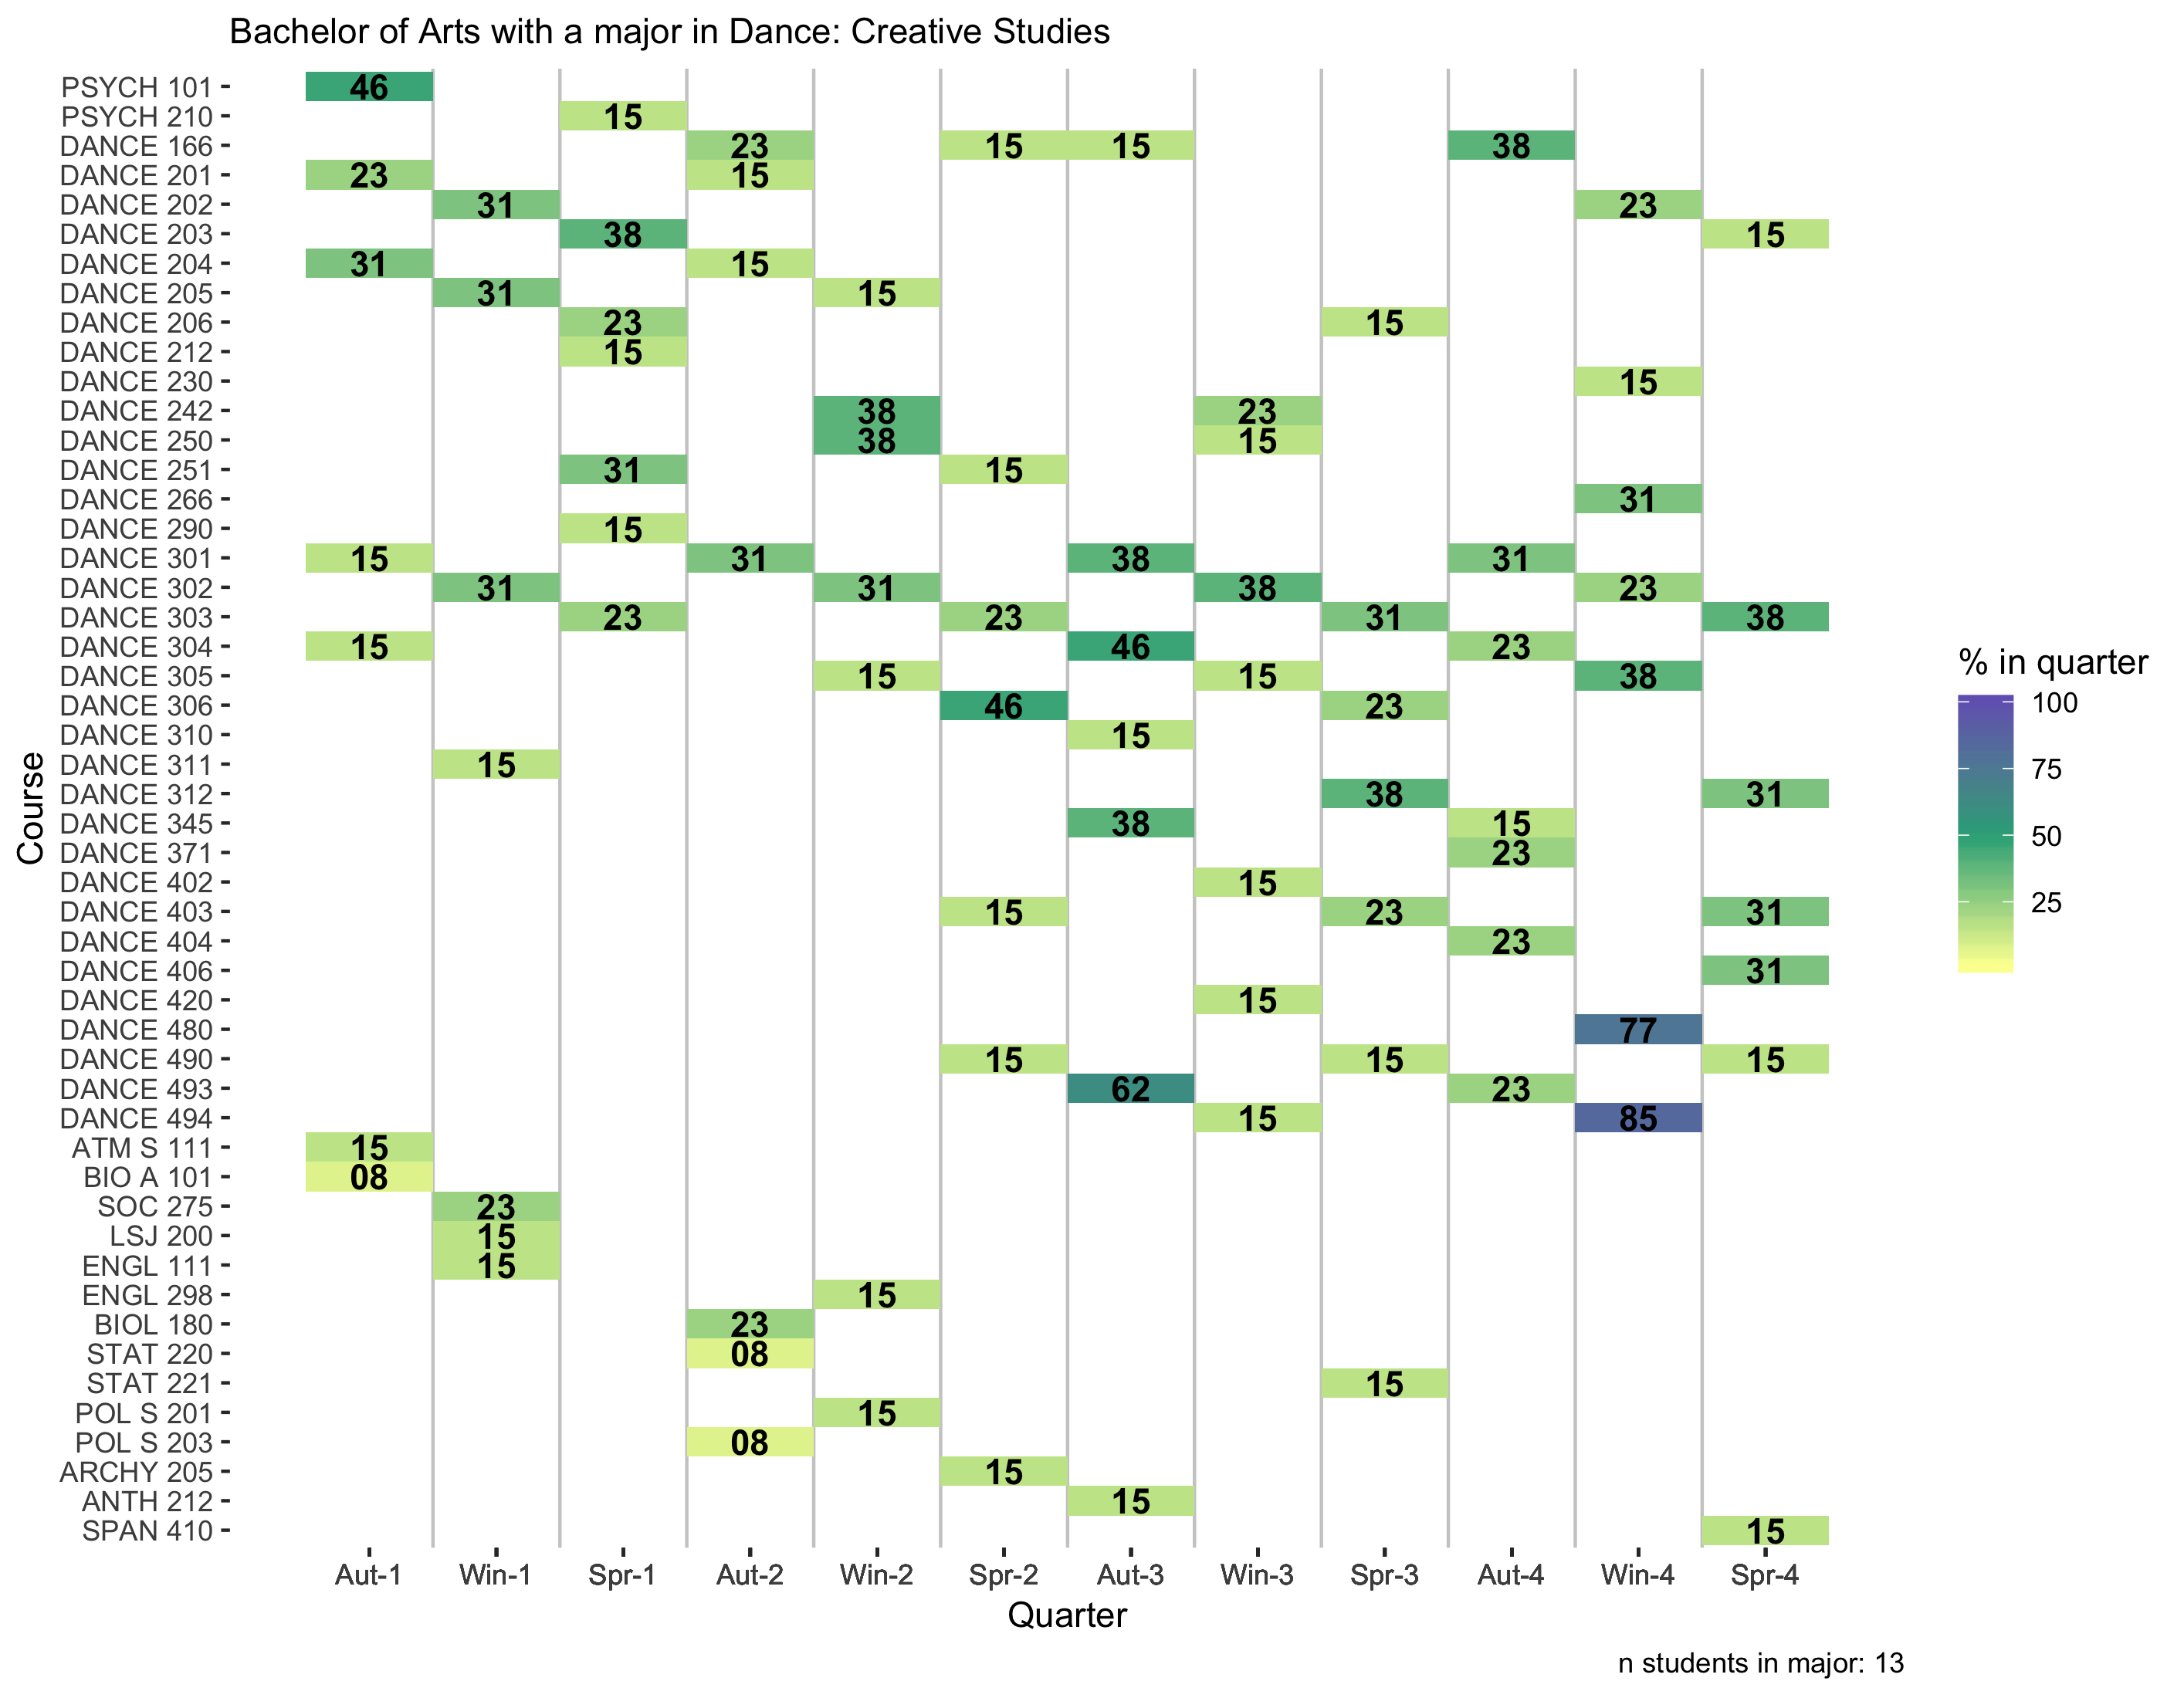 Bachelor of Arts with a major in Dance: Creative Studies
PSYCH 101 46
PSYCH 210 15
DANCE 166 23 15 15 38
DANCE 201 23 15
DANCE 202 31 23
DANCE 203 38 15
DANCE 204 31 15
DANCE 205 31 15
DANCE 206 23 15
DANCE 212 15
DANCE 230 15
DANCE 242 38 23
DANCE 250 38 15
DANCE 251 31 15
DANCE 266 31
DANCE 290 15
DANCE 301 15 31 38 31
DANCE 302 31 31 38 23
DANCE 303 23 23 31 38
DANCE 304 15 46 23
DANCE 305 15 15 38
DANCE 306 46 23
DANCE 310 15
DANCE 311 15
DANCE 312 38 31
DANCE 345 38 15
DANCE 371 23
DANCE 402 15
DANCE 403 15 23 31
DANCE 404 23
DANCE 406 31
DANCE 420 15
DANCE 480 77
DANCE 490 15 15 15
DANCE 493 62 23
DANCE 494 15 85
ATM S 111 15
BIO A 101 08
SOC 275 23
LSJ 200 15
ENGL 111 15
ENGL 298 15
BIOL 180 23
STAT 220 08
STAT 221 15
POL S 201 15
POL S 203 08
ARCHY 205 15
ANTH 212 15
SPAN 410 15
Course
Aut-1 Win-1 Spr-1 Aut-2 Win-2 Spr-2 Aut-3 Win-3 Spr-3 Aut-4 Win-4 Spr-4
Quarter
% in quarter
100
75
50
25
n students in major: 13